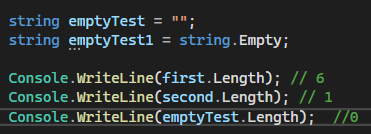 string emptyTest = "";
string emptyTest1 = string.Empty;
Console.WriteLine(first.Length); // 6
Console.WriteLine(second.Length); // 1
Console.WriteLine(emptyTest.Length);  //0